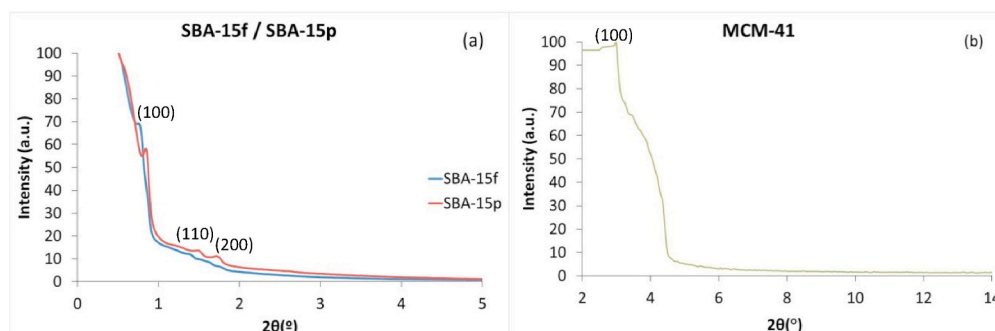 SBA-15f / SBA-15p
(a)
Intensity (a.u.)
100
90
80
70
60
50
40
30
20
10
0
(100)
(110)
(200)
SBA-15f
SBA-15p
0 1 2 3 4 5
2θ(º)
MCM-41
(b)
Intensity (a.u.)
100
90
80
70
60
50
40
30
20
10
0
(100)
2 4 6 8 10 12 14
2θ(°)